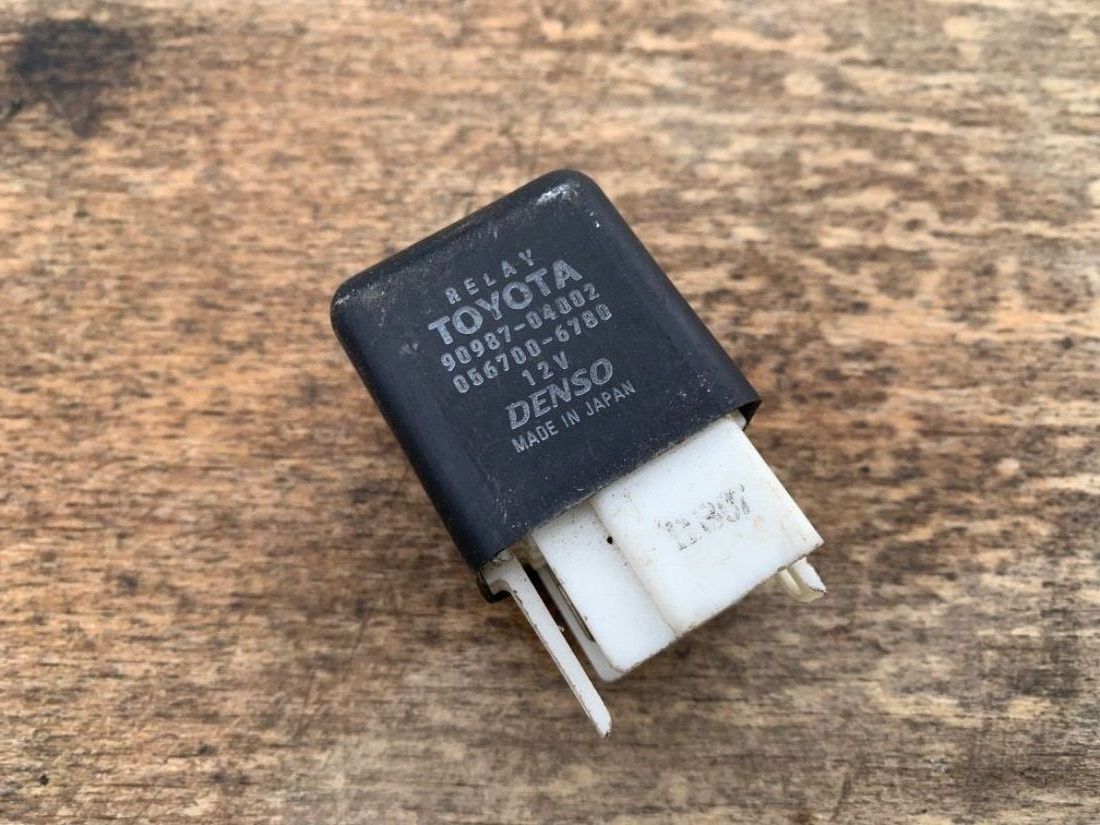 RELAY
TOYOTA
90987-04002
056700-6780
12V
DENSO
MADE IN JAPAN